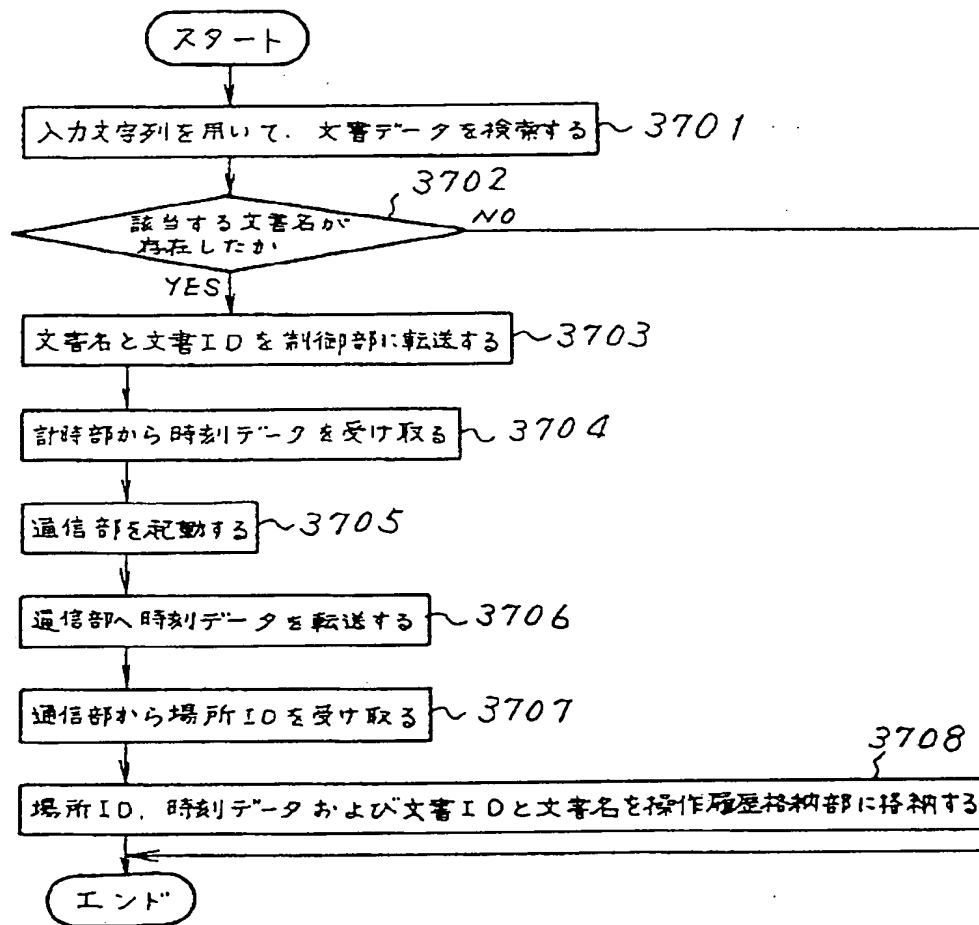 スタート
入力文字列を用いて、文書データを検索する
3701
3702
該当する文書名が
存在したか
NO
YES
文書名と文書IDを制御部に転送する
3703
計時部から時刻データを受け取る
3704
通信部を起動する
3705
通信部へ時刻データを転送する
3706
通信部から場所IDを受け取る
3707
3708
場所ID、時刻データおよび文書IDと文書名を操作履歴格納部に格納する
エンド